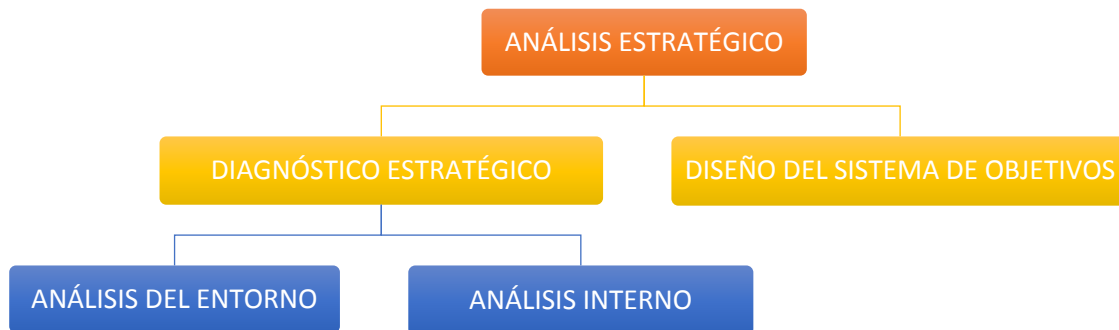 ANÁLISIS ESTRATÉGICO
DIAGNÓSTICO ESTRATÉGICO
DISEÑO DEL SISTEMA DE OBJETIVOS
ANÁLISIS DEL ENTORNO
ANÁLISIS INTERNO